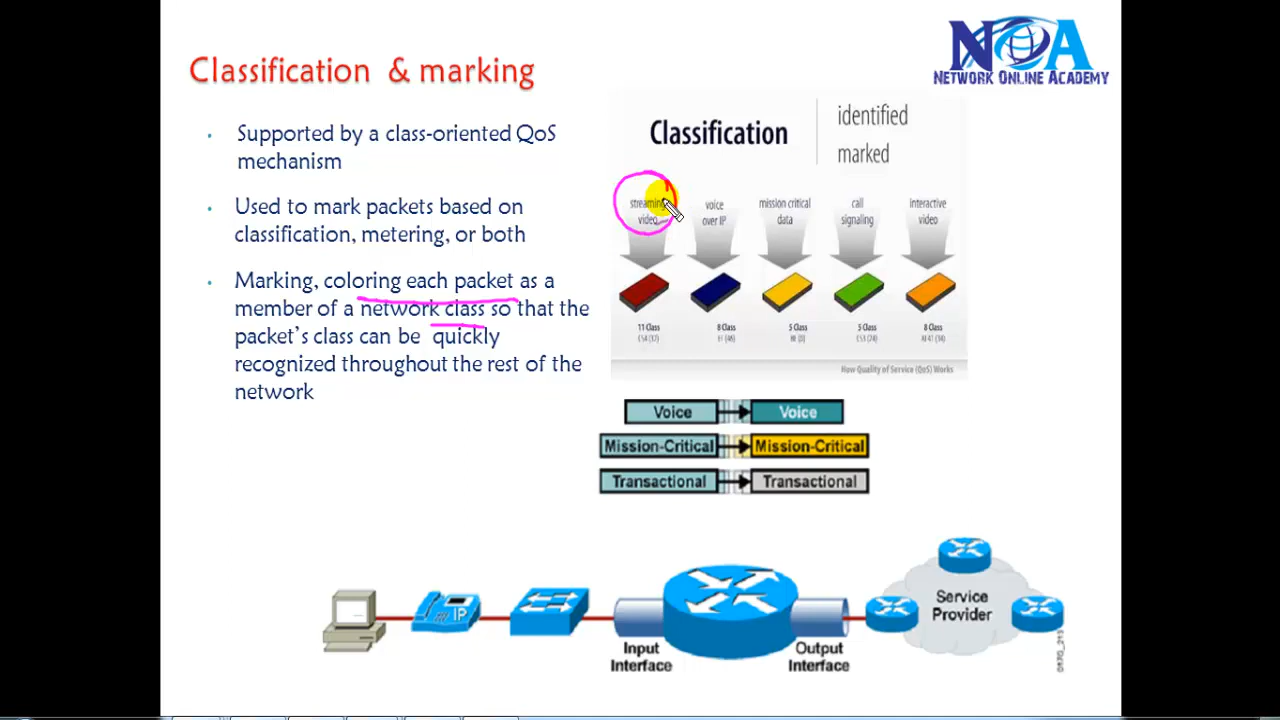 NOA
NETWORK ONLINE ACADEMY
Classification & marking
• Supported by a class-oriented QoS
mechanism
• Used to mark packets based on
classification, metering, or both
• Marking, coloring each packet as a
member of a network class so that the
packet's class can be quickly
recognized throughout the rest of the
network
Classification
identified
marked
streaming
video
voice
over IP
mission critical
data
call
signaling
interactive
video
11 Class
8 Class
5 Class
5 Class
8 Class
How Quality of Service (QoS) Works
Voice Voice
Mission-Critical Mission-Critical
Transactional Transactional
IP
Input
Interface
Output
Interface
Service
Provider